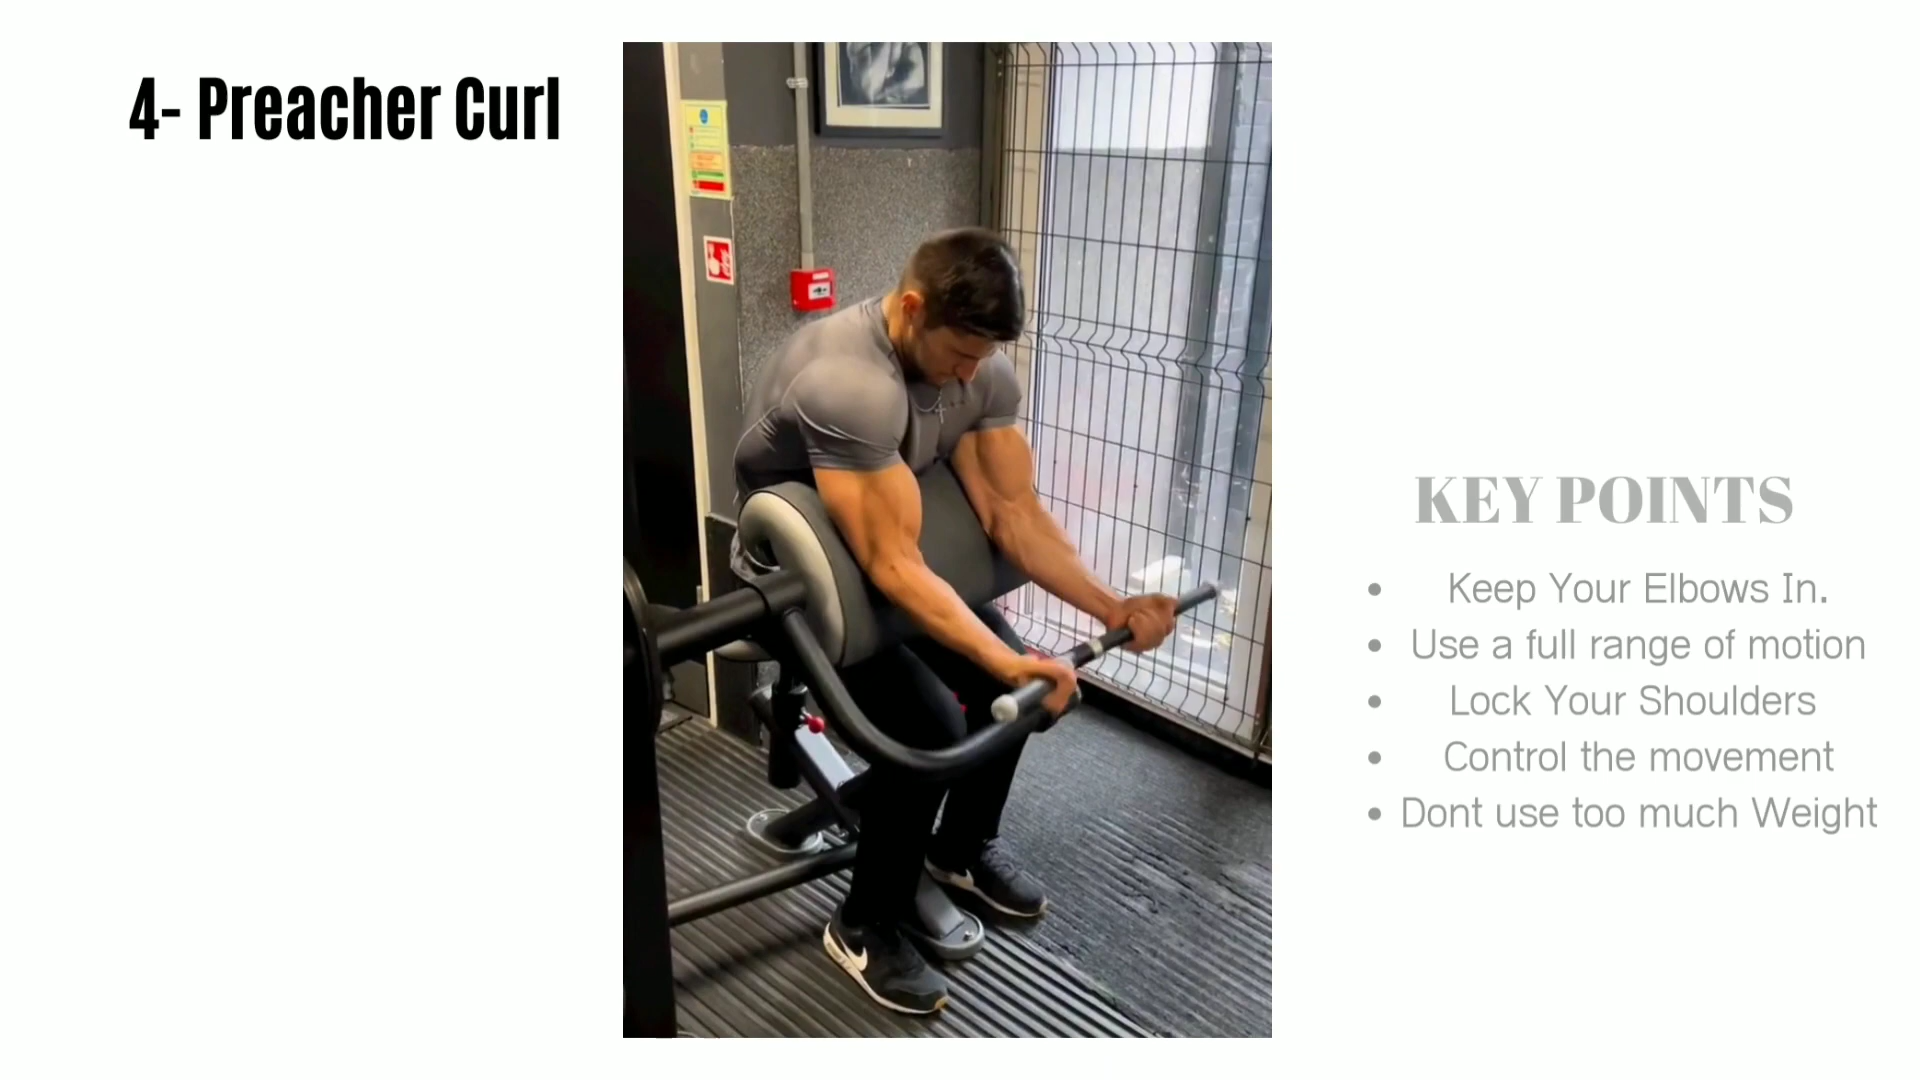 4- Preacher Curl
KEY POINTS
• Keep Your Elbows In.
• Use a full range of motion
• Lock Your Shoulders
• Control the movement
• Dont use too much Weight